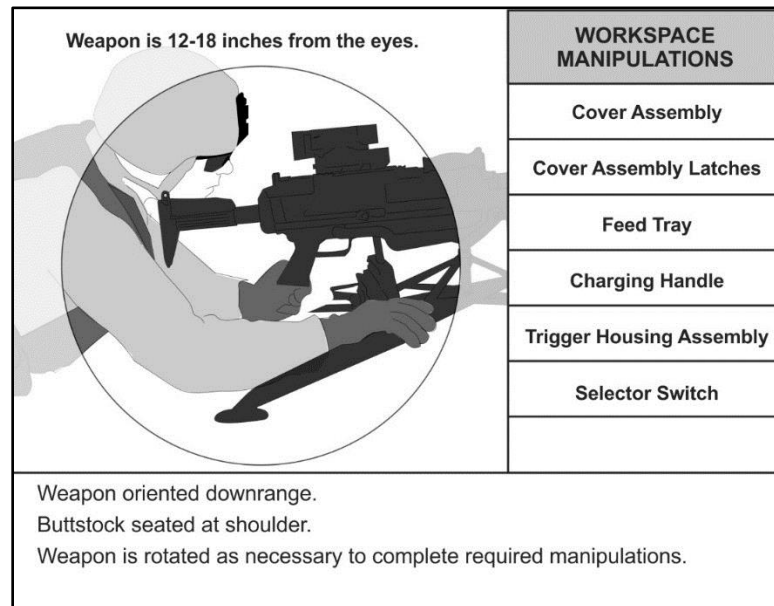 Weapon is 12-18 inches from the eyes.
WORKSPACE
MANIPULATIONS
Cover Assembly
Cover Assembly Latches
Feed Tray
Charging Handle
Trigger Housing Assembly
Selector Switch
Weapon oriented downrange.
Buttstock seated at shoulder.
Weapon is rotated as necessary to complete required manipulations.